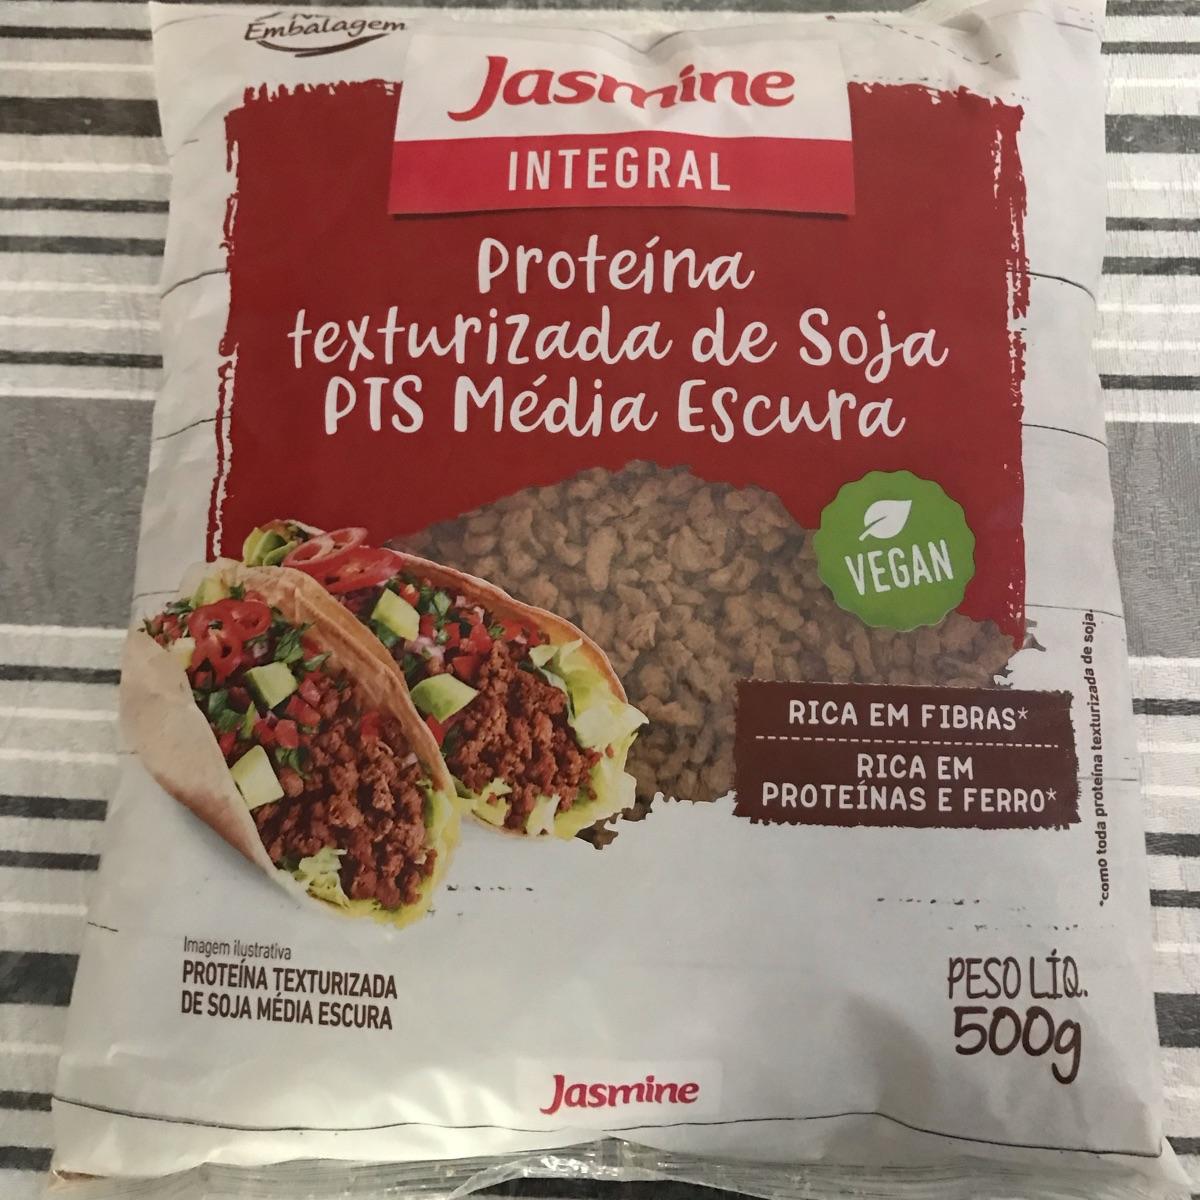 Embalagem
Jasmine
INTEGRAL
Proteína
texturizada de Soja
PTS Média Escura
VEGAN
RICA EM FIBRAS*
RICA EM
PROTEÍNAS E FERRO*
*como toda proteína texturizada de soja.
Imagem ilustrativa
PROTEÍNA TEXTURIZADA
DE SOJA MÉDIA ESCURA
PESO LÍQ.
500g
Jasmine